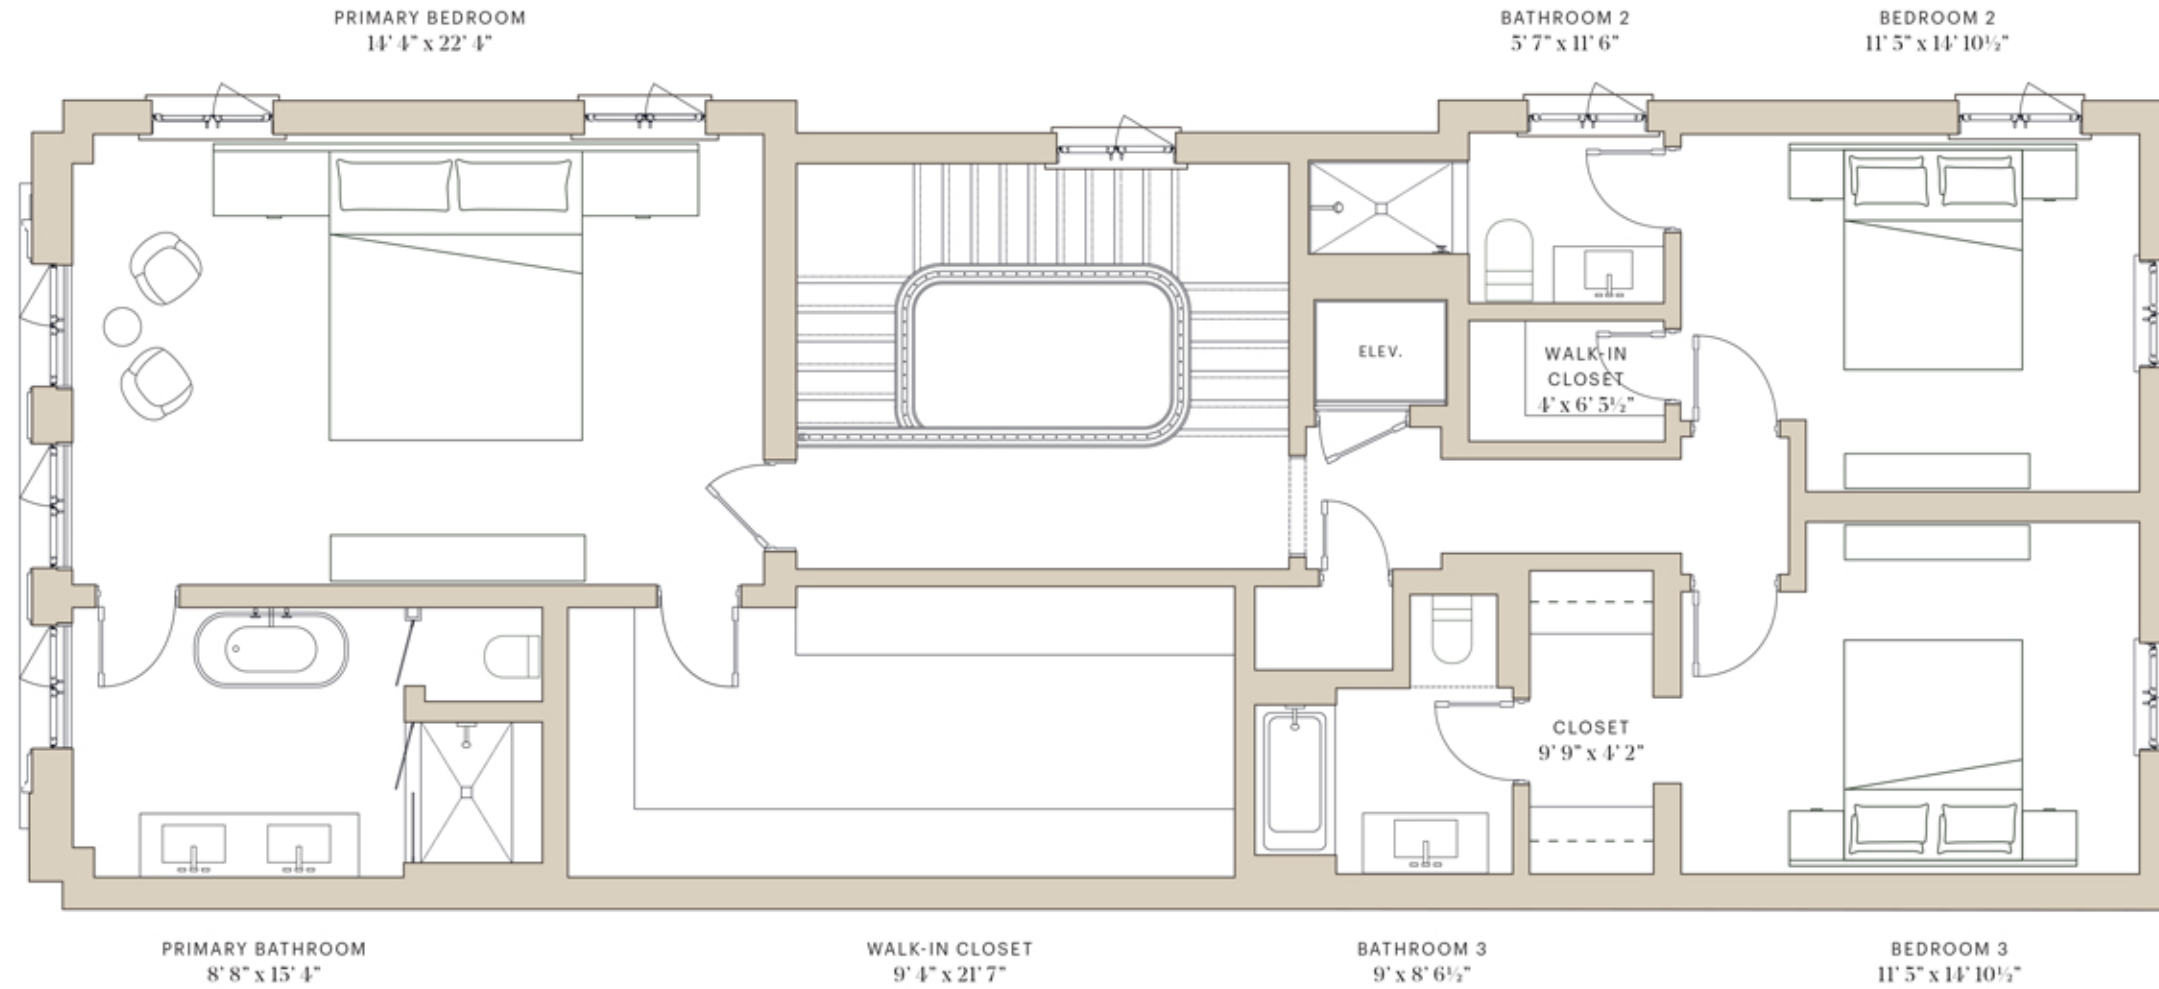 PRIMARY BEDROOM
14' 4" x 22' 4"
BATHROOM 2
5' 7" x 11' 6"
BEDROOM 2
11' 5" x 14' 10½"
ELEV.
WALK-IN
CLOSET
4' x 6' 5½"
CLOSET
9' 9" x 4' 2"
PRIMARY BATHROOM
8' 8" x 15' 4"
WALK-IN CLOSET
9' 4" x 21' 7"
BATHROOM 3
9' x 8' 6½"
BEDROOM 3
11' 5" x 14' 10½"